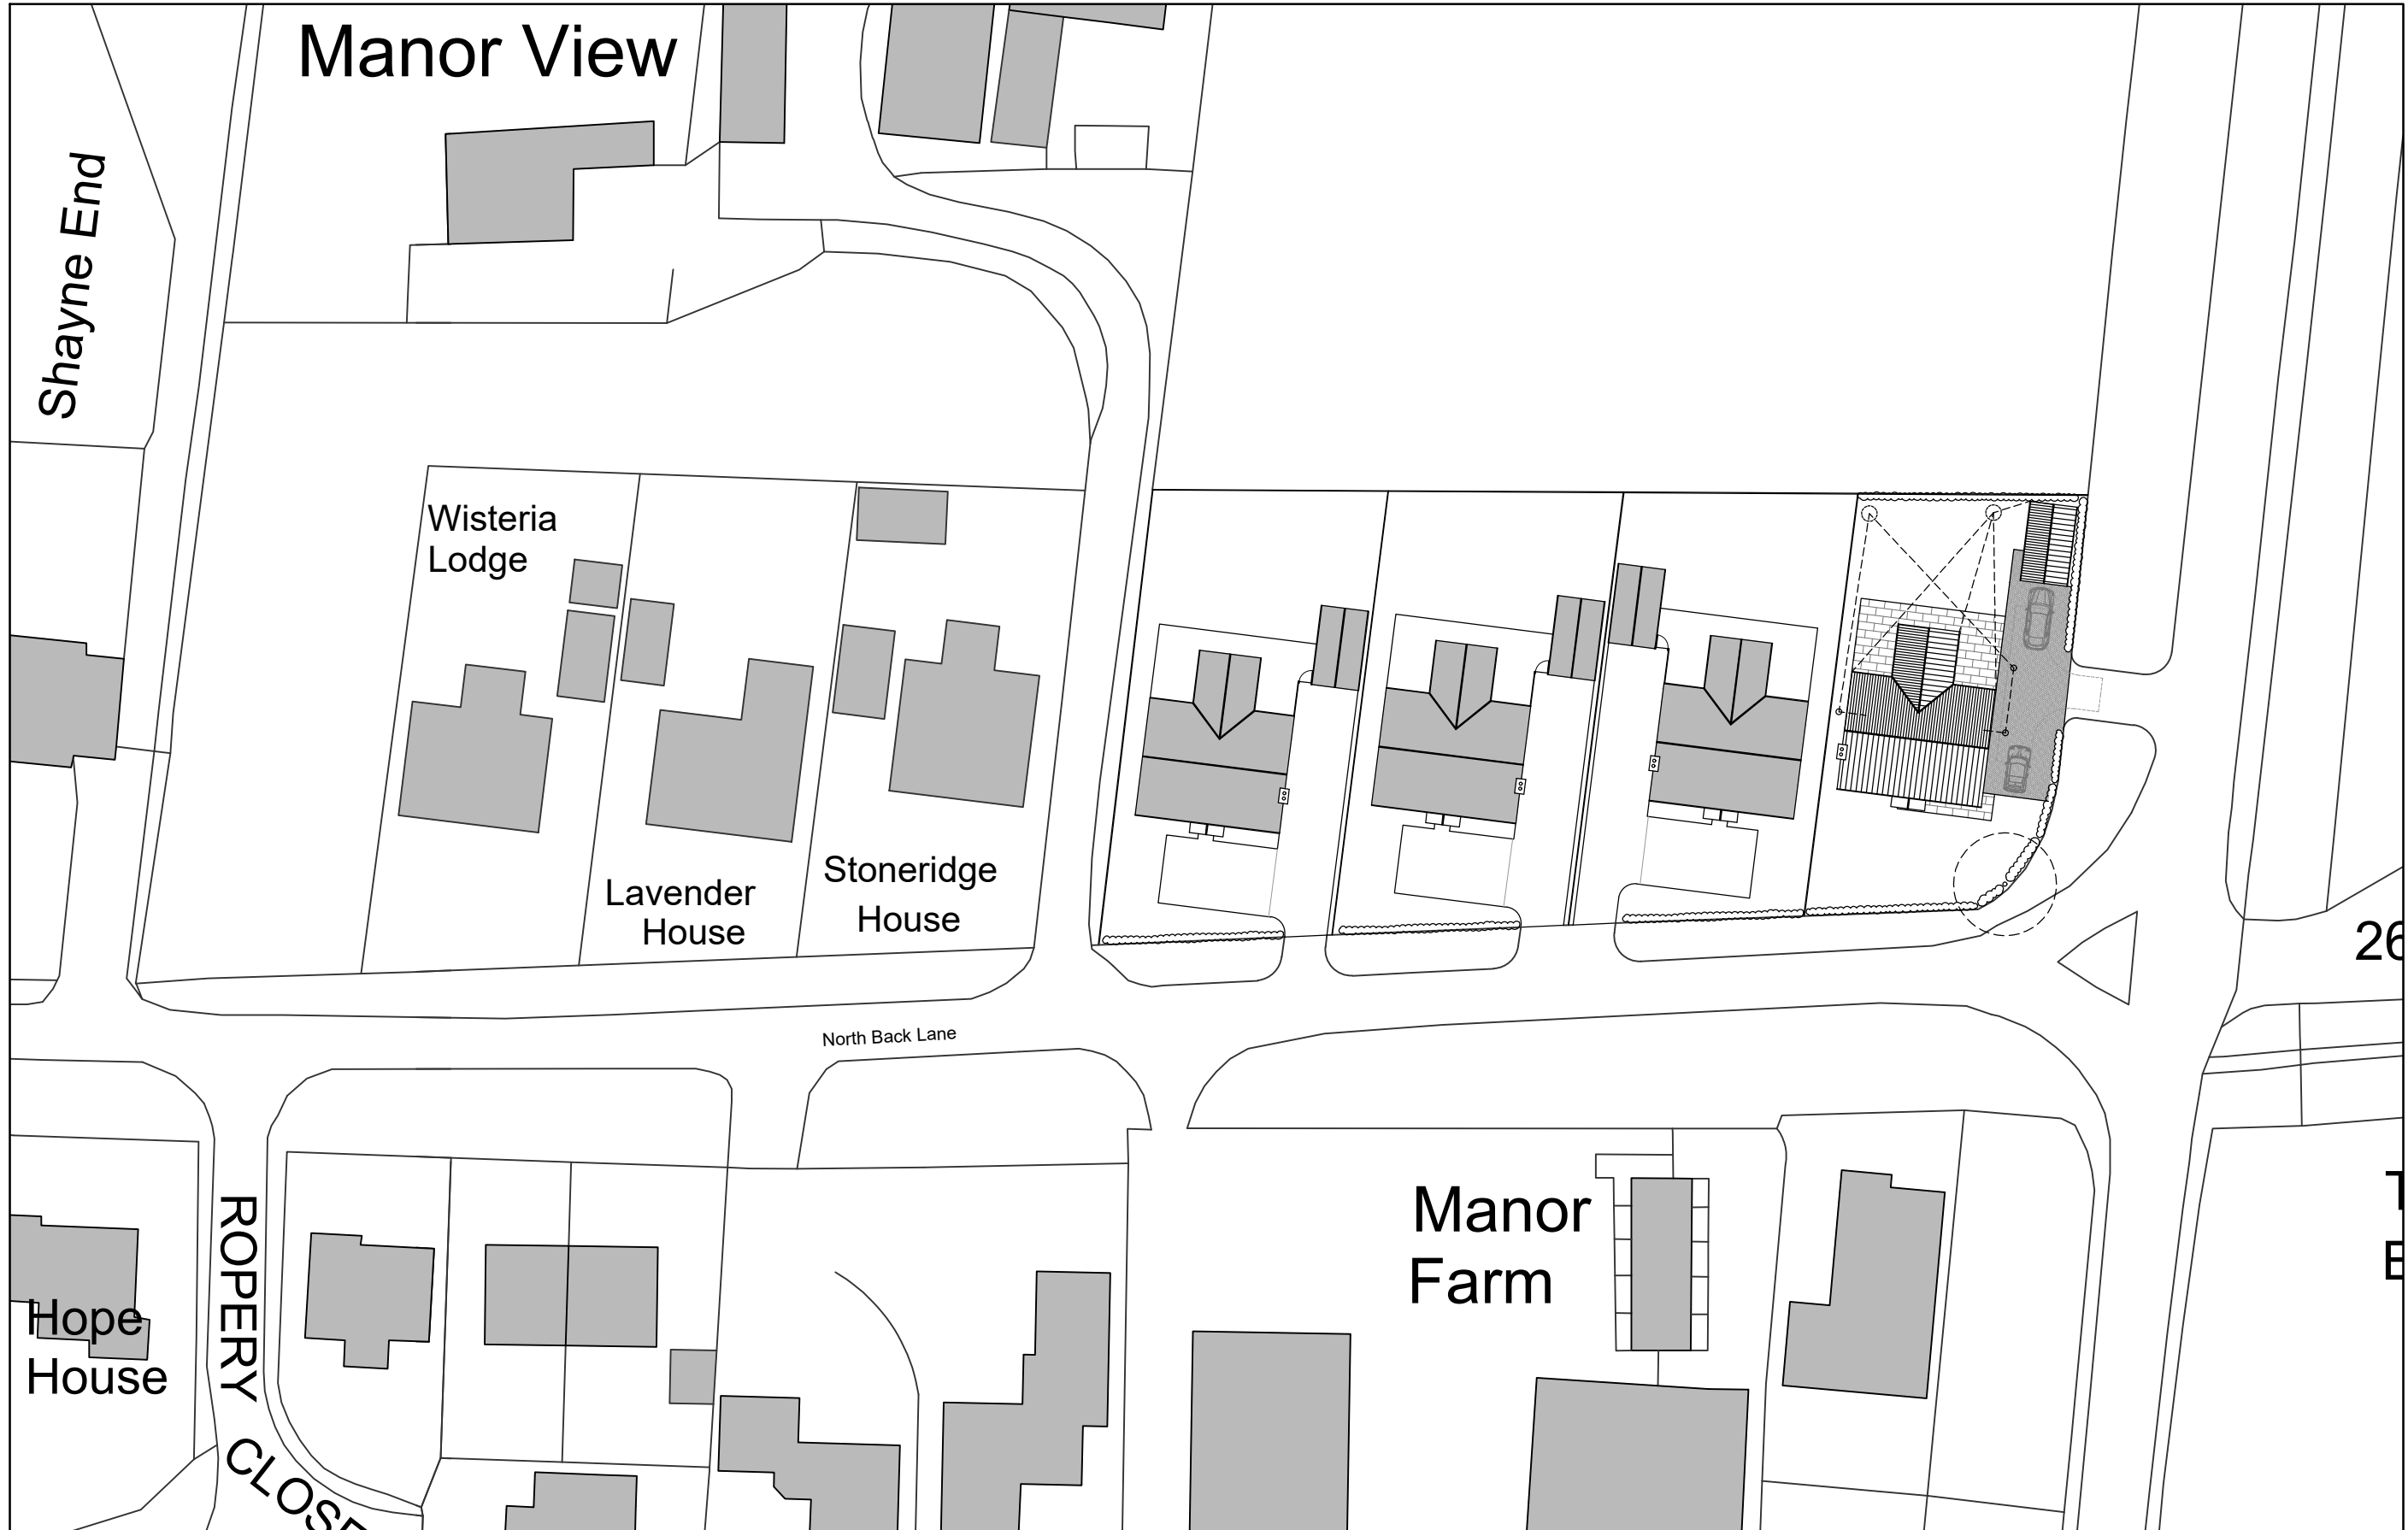 Manor View
Shayne End
Wisteria
Lodge
Lavender
House
Stoneridge
House
26
North Back Lane
Manor
Farm
Hope
House
ROPERY
CLOSE
T
E